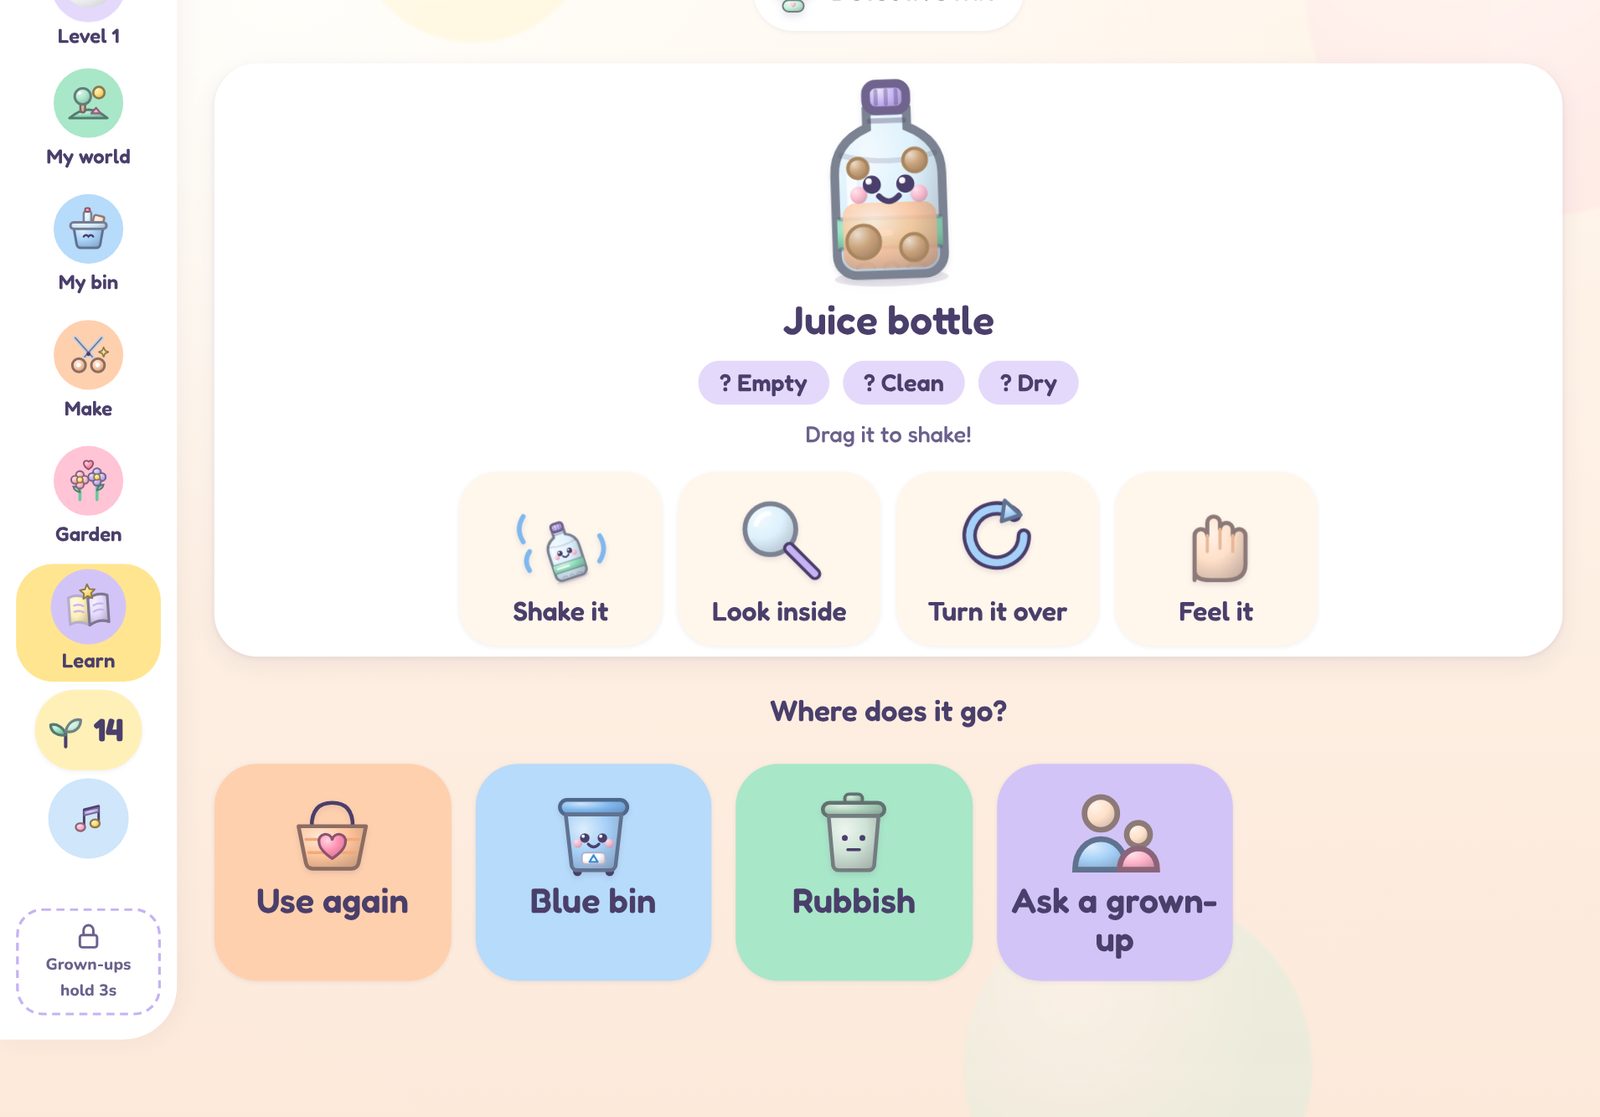 Level 1
My world
My bin
Make
Garden
Learn
14
Grown-ups
hold 3s
Juice bottle
? Empty
? Clean
? Dry
Drag it to shake!
Shake it
Look inside
Turn it over
Feel it
Where does it go?
Use again
Blue bin
Rubbish
Ask a grown-
up